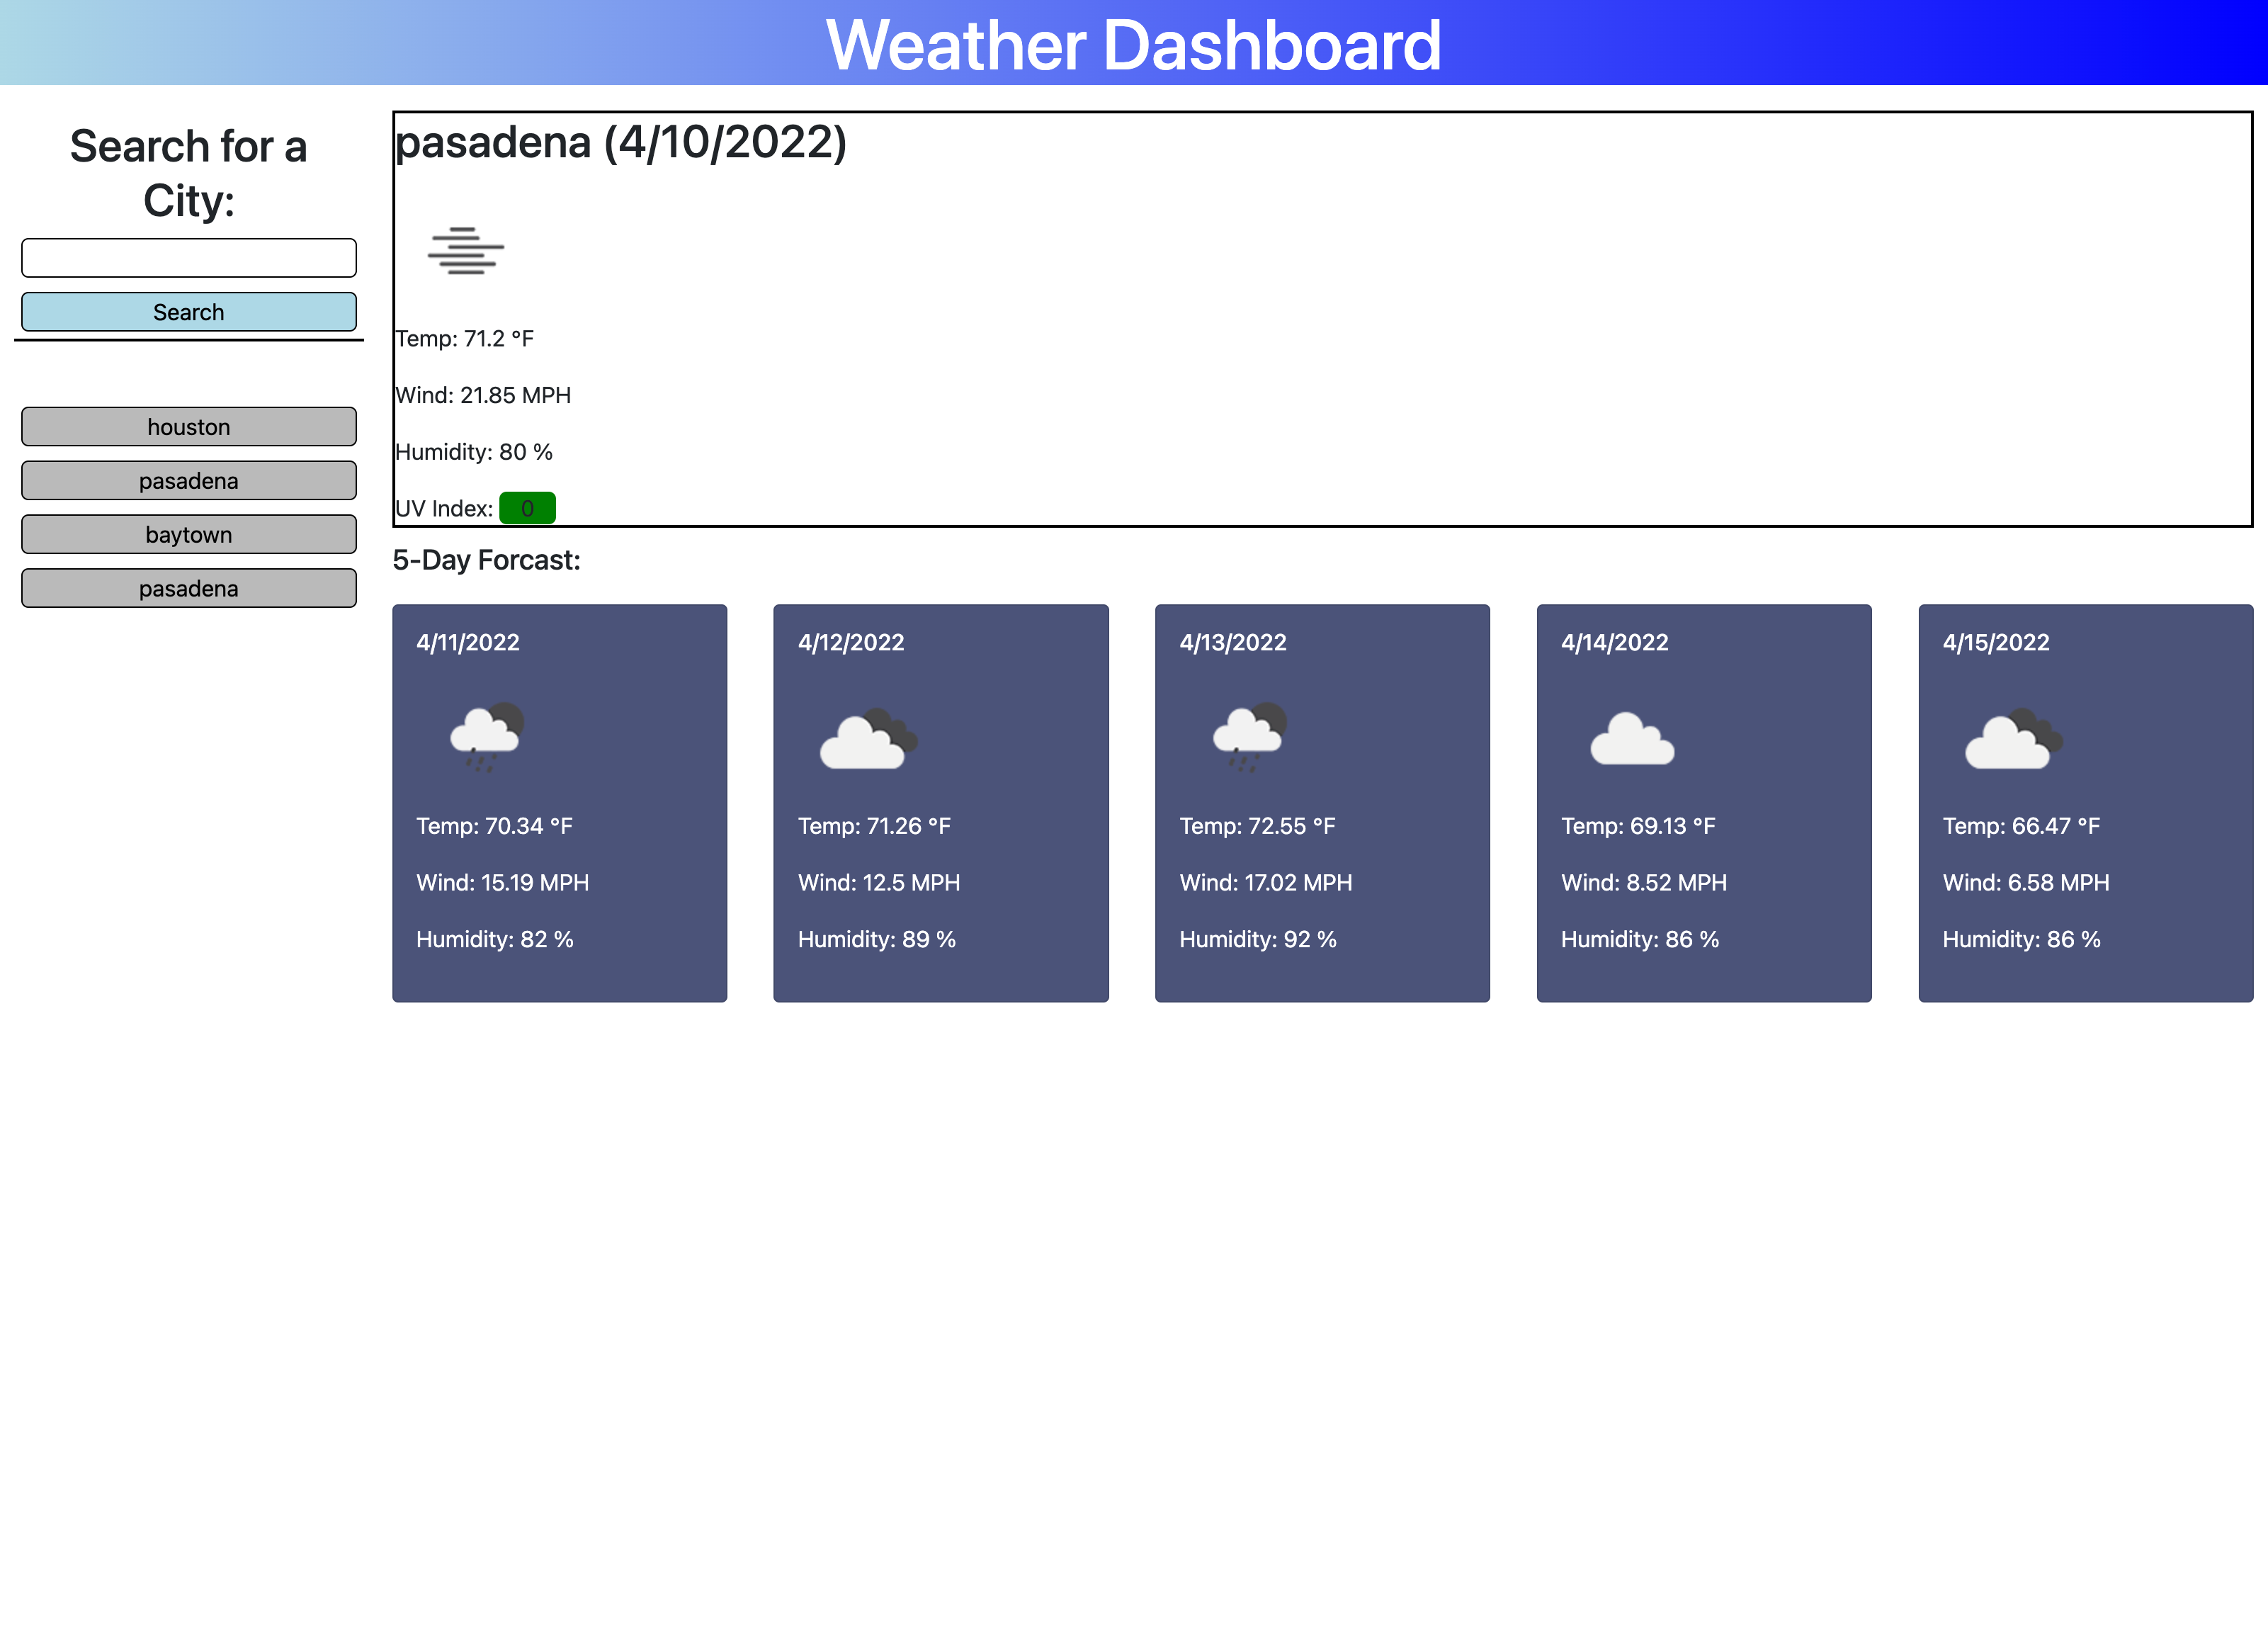 Weather Dashboard
Search for a
City:
Search
houston
pasadena
baytown
pasadena
pasadena (4/10/2022)
Temp: 71.2 °F
Wind: 21.85 MPH
Humidity: 80 %
UV Index: 0
5-Day Forcast:
4/11/2022
Temp: 70.34 °F
Wind: 15.19 MPH
Humidity: 82 %
4/12/2022
Temp: 71.26 °F
Wind: 12.5 MPH
Humidity: 89 %
4/13/2022
Temp: 72.55 °F
Wind: 17.02 MPH
Humidity: 92 %
4/14/2022
Temp: 69.13 °F
Wind: 8.52 MPH
Humidity: 86 %
4/15/2022
Temp: 66.47 °F
Wind: 6.58 MPH
Humidity: 86 %